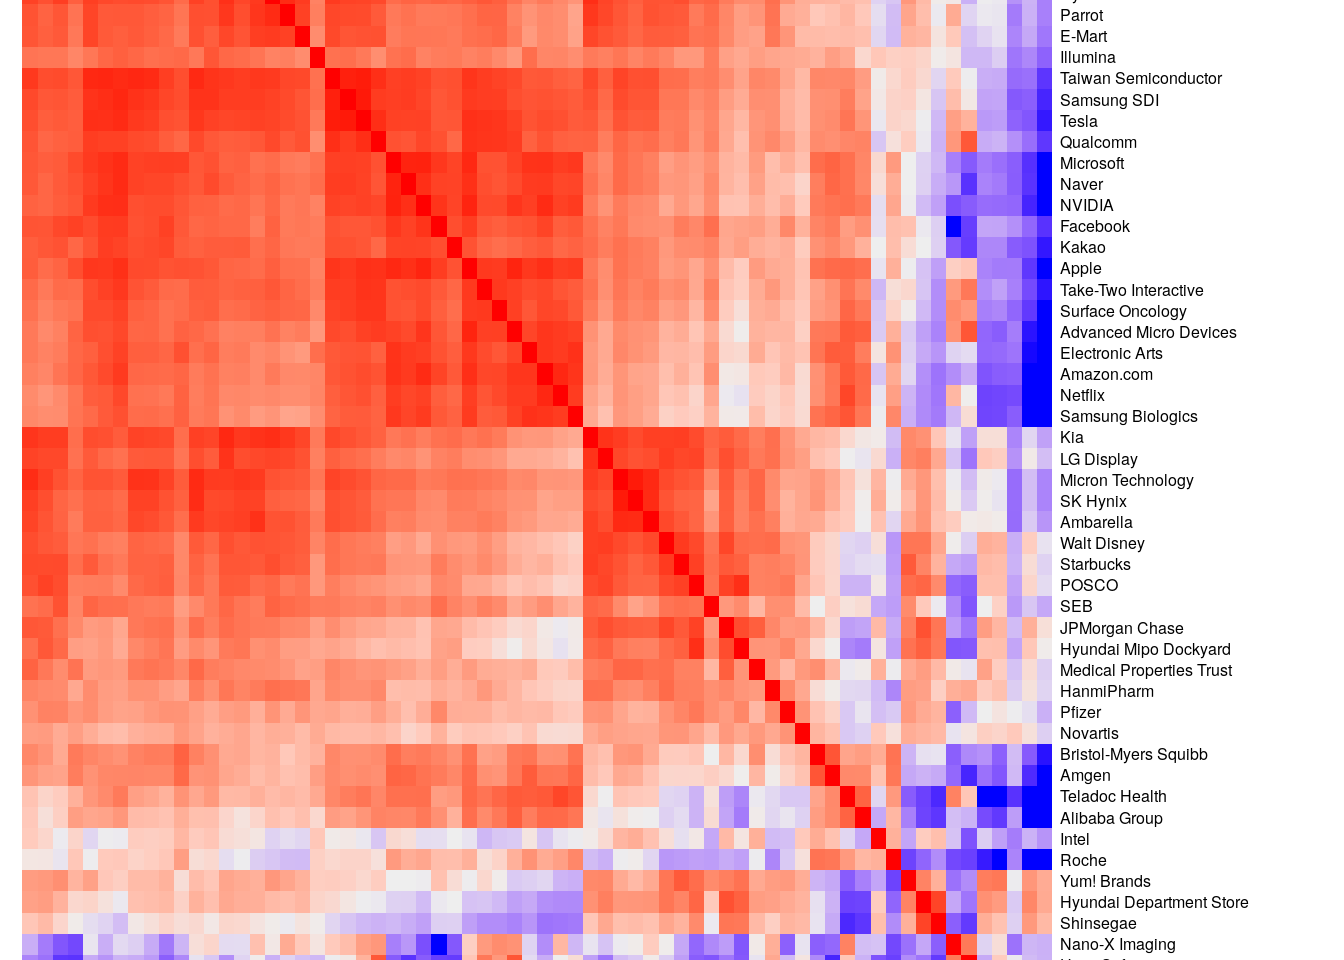 Parrot
E-Mart
Illumina
Taiwan Semiconductor
Samsung SDI
Tesla
Qualcomm
Microsoft
Naver
NVIDIA
Facebook
Kakao
Apple
Take-Two Interactive
Surface Oncology
Advanced Micro Devices
Electronic Arts
Amazon.com
Netflix
Samsung Biologics
Kia
LG Display
Micron Technology
SK Hynix
Ambarella
Walt Disney
Starbucks
POSCO
SEB
JPMorgan Chase
Hyundai Mipo Dockyard
Medical Properties Trust
HanmiPharm
Pfizer
Novartis
Bristol-Myers Squibb
Amgen
Teladoc Health
Alibaba Group
Intel
Roche
Yum! Brands
Hyundai Department Store
Shinsegae
Nano-X Imaging